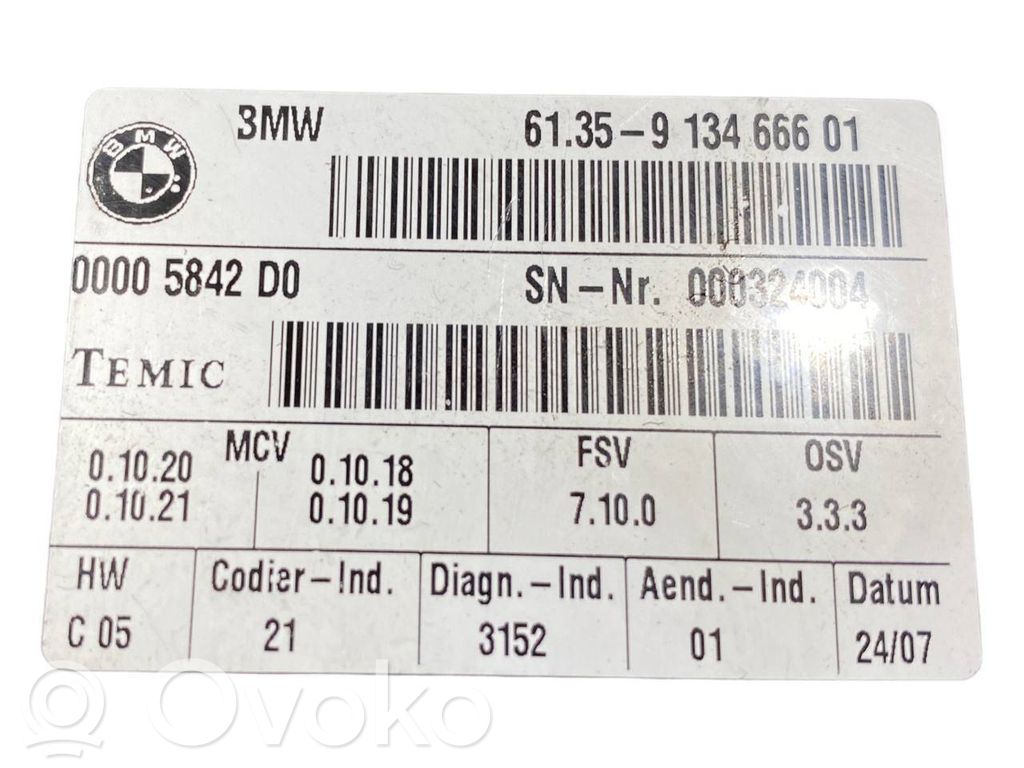 BMW
3MW 61.35-9 134 666 01
0000 5842 D0 SN-Nr. 000324004
TEMIC
MCV FSV OSV
0.10.20 0.10.18
0.10.21 0.10.19 7.10.0 3.3.3
HW Codier-Ind. Diagn.-Ind. Aend.-Ind. Datum
C 05 21 3152 01 24/07
Ovoko